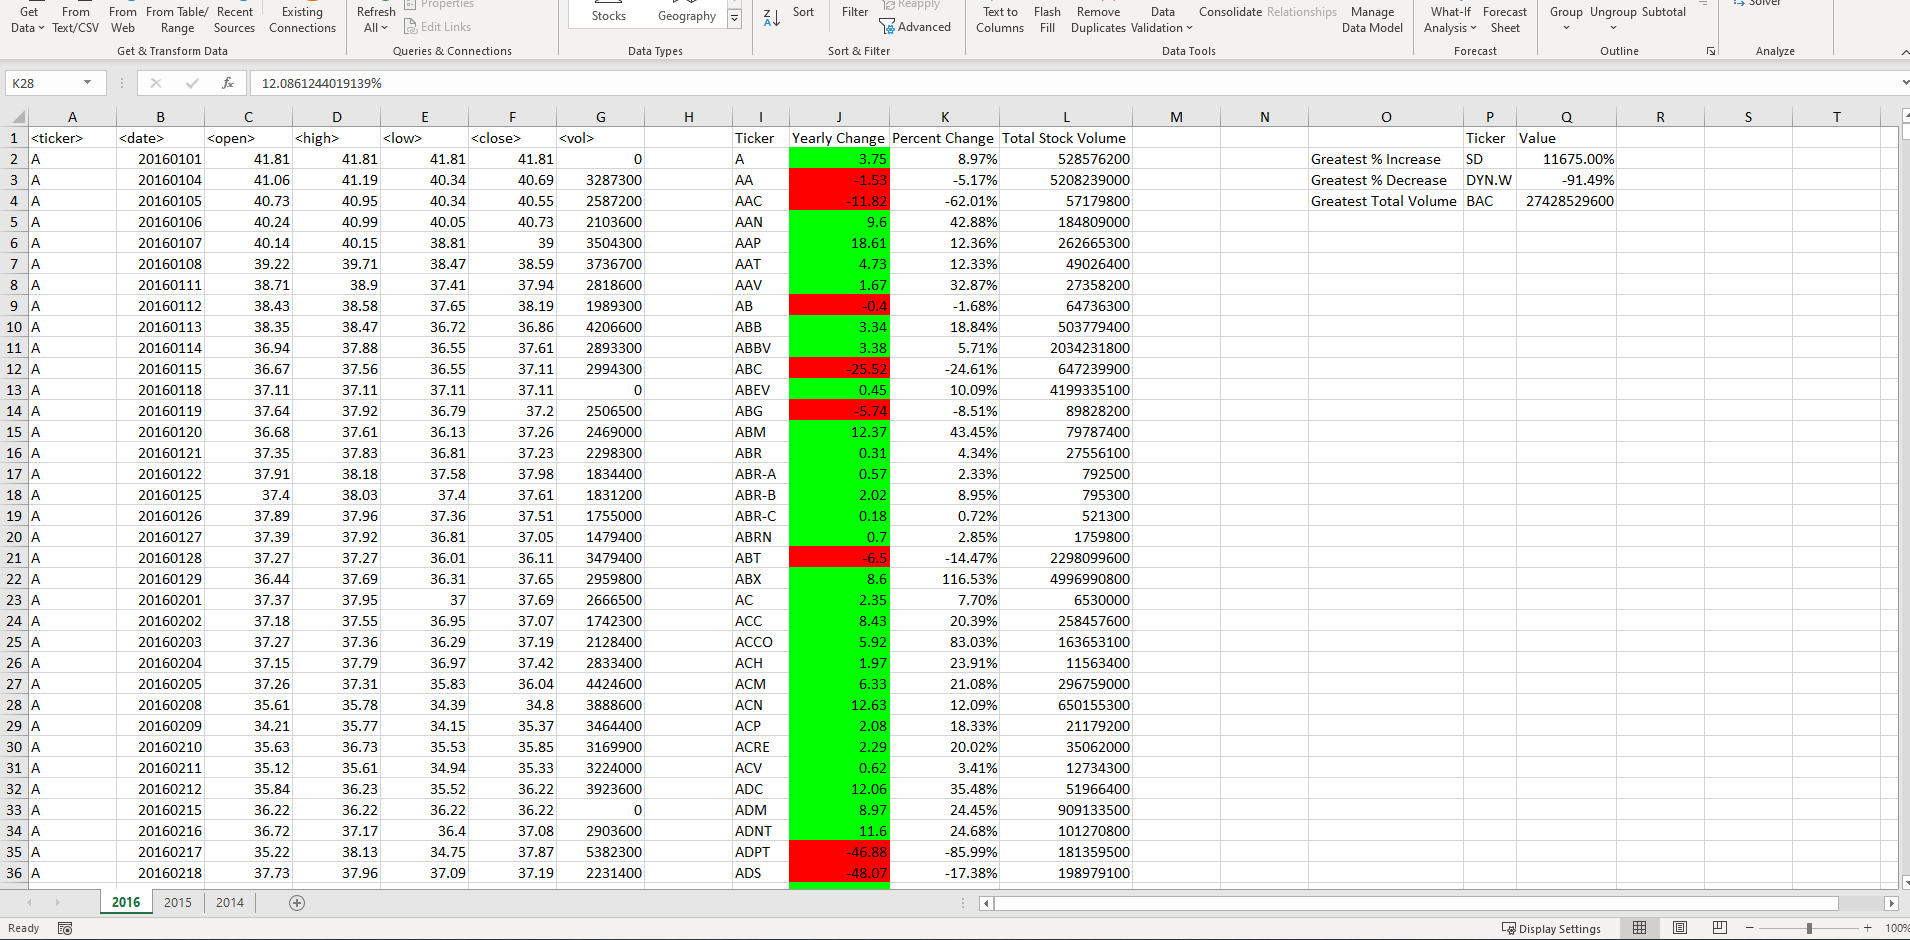 Get Data From Text/CSV From Web From Table/ Range Recent Sources Existing Connections Refresh All Properties Edit Links Stocks Geography Sort Filter Reapply Advanced Text to Columns Flash Fill Remove Duplicates Data Validation Consolidate Relationships Manage Data Model What-If Analysis Forecast Sheet Group Ungroup Subtotal Solver
Get & Transform Data Queries & Connections Data Types Sort & Filter Data Tools Forecast Outline Analyze
K28 fx 12.0861244019139%
A B C D E F G H I J K L M N O P Q R S T
1 <ticker> <date> <open> <high> <low> <close> <vol> Ticker Yearly Change Percent Change Total Stock Volume Ticker Value
2 A 20160101 41.81 41.81 41.81 41.81 0 A 3.75 8.97% 528576200 Greatest % Increase SD 11675.00%
3 A 20160104 41.06 41.19 40.34 40.69 3287300 AA -1.53 -5.17% 5208239000 Greatest % Decrease DYN.W -91.49%
4 A 20160105 40.73 40.95 40.34 40.55 2587200 AAC -11.82 -62.01% 57179800 Greatest Total Volume BAC 27428529600
5 A 20160106 40.24 40.99 40.05 40.73 2103600 AAN 9.6 42.88% 184809000
6 A 20160107 40.14 40.15 38.81 39 3504300 AAP 18.61 12.36% 262665300
7 A 20160108 39.22 39.71 38.47 38.59 3736700 AAT 4.73 12.33% 49026400
8 A 20160111 38.71 38.9 37.41 37.94 2818600 AAV 1.67 32.87% 27358200
9 A 20160112 38.43 38.58 37.65 38.19 1989300 AB -0.4 -1.68% 64736300
10 A 20160113 38.35 38.47 36.72 36.86 4206600 ABB 3.34 18.84% 503779400
11 A 20160114 36.94 37.88 36.55 37.61 2893300 ABBV 3.38 5.71% 2034231800
12 A 20160115 36.67 37.56 36.55 37.11 2994300 ABC -25.52 -24.61% 647239900
13 A 20160118 37.11 37.11 37.11 37.11 0 ABEV 0.45 10.09% 4199335100
14 A 20160119 37.64 37.92 36.79 37.2 2506500 ABG -5.74 -8.51% 89828200
15 A 20160120 36.68 37.61 36.13 37.26 2469000 ABM 12.37 43.45% 79787400
16 A 20160121 37.35 37.83 36.81 37.23 2298300 ABR 0.31 4.34% 27556100
17 A 20160122 37.91 38.18 37.58 37.98 1834400 ABR-A 0.57 2.33% 792500
18 A 20160125 37.4 38.03 37.4 37.61 1831200 ABR-B 2.02 8.95% 795300
19 A 20160126 37.89 37.96 37.36 37.51 1755000 ABR-C 0.18 0.72% 521300
20 A 20160127 37.39 37.92 36.81 37.05 1479400 ABRN 0.7 2.85% 1759800
21 A 20160128 37.27 37.27 36.01 36.11 3479400 ABT -6.5 -14.47% 2298099600
22 A 20160129 36.44 37.69 36.31 37.65 2959800 ABX 8.6 116.53% 4996990800
23 A 20160201 37.37 37.95 37 37.69 2666500 AC 2.35 7.70% 6530000
24 A 20160202 37.18 37.55 36.95 37.07 1742300 ACC 8.43 20.39% 258457600
25 A 20160203 37.27 37.36 36.29 37.19 2128400 ACCO 5.92 83.03% 163653100
26 A 20160204 37.15 37.79 36.97 37.42 2833400 ACH 1.97 23.91% 11563400
27 A 20160205 37.26 37.31 35.83 36.04 4424600 ACM 6.33 21.08% 296759000
28 A 20160208 35.61 35.78 34.39 34.8 3888600 ACN 12.63 12.09% 650155300
29 A 20160209 34.21 35.77 34.15 35.37 3464400 ACP 2.08 18.33% 21179200
30 A 20160210 35.63 36.73 35.53 35.85 3169900 ACRE 2.29 20.02% 35062000
31 A 20160211 35.12 35.61 34.94 35.33 3224000 ACV 0.62 3.41% 12734300
32 A 20160212 35.84 36.23 35.52 36.22 3923600 ADC 12.06 35.48% 51966400
33 A 20160215 36.22 36.22 36.22 36.22 0 ADM 8.97 24.45% 909133500
34 A 20160216 36.72 37.17 36.4 37.08 2903600 ADNT 11.6 24.68% 101270800
35 A 20160217 35.22 38.13 34.75 37.87 5382300 ADPT -46.88 -85.99% 181359500
36 A 20160218 37.73 37.96 37.09 37.19 2231400 ADS -48.07 -17.38% 198979100
2016 2015 2014
Ready Display Settings 100%